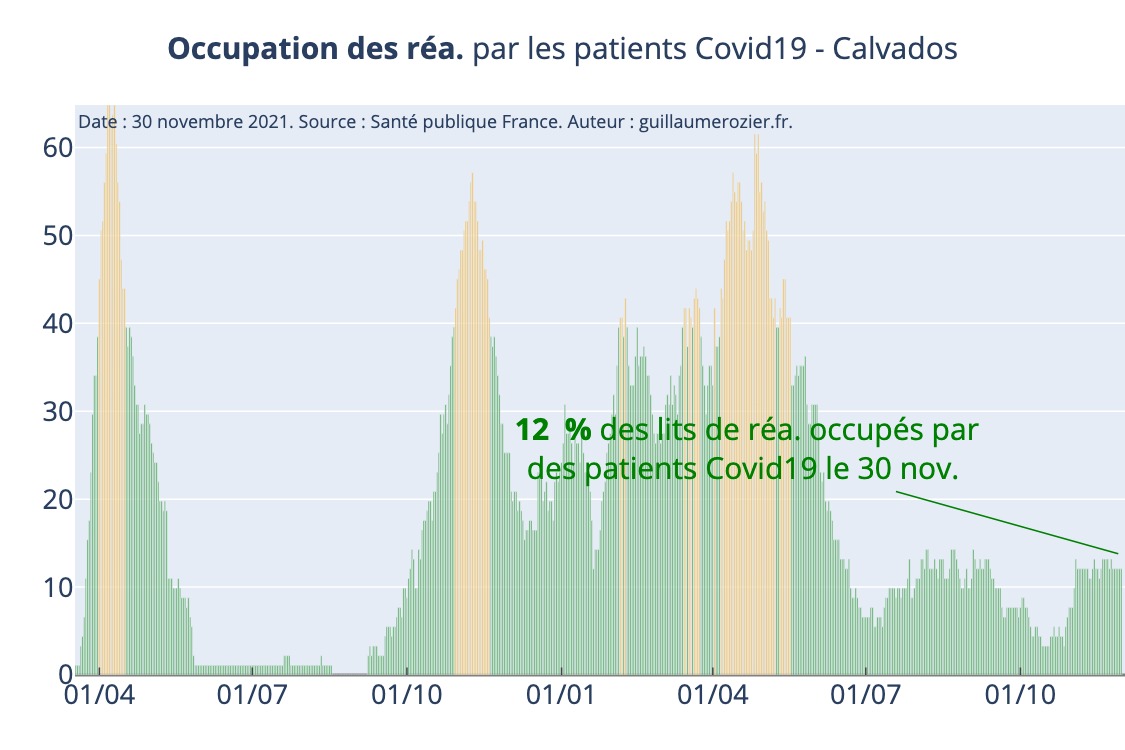 Occupation des réa. par les patients Covid19 - Calvados
Date : 30 novembre 2021. Source : Santé publique France. Auteur : guillaumerozier.fr.
60
50
40
30
12 % des lits de réa. occupés par
des patients Covid19 le 30 nov.
20
10
0
01/04 01/07 01/10 01/01 01/04 01/07 01/10